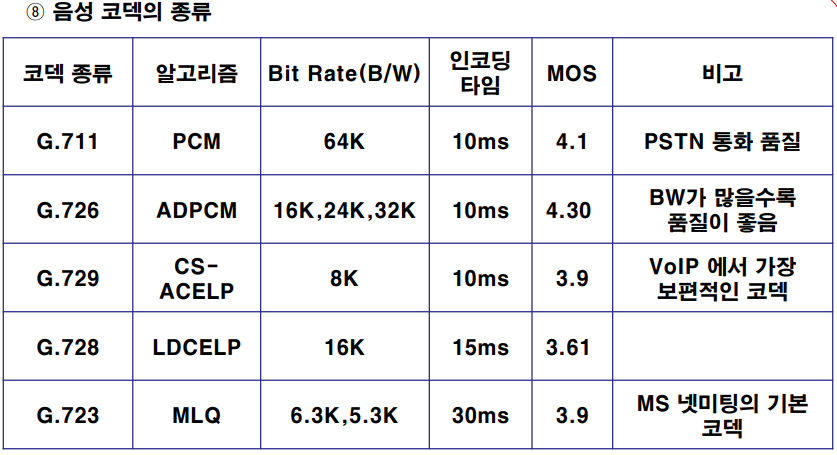 ⑧ 음성 코덱의 종류
코덱 종류 알고리즘 Bit Rate(B/W) 인코딩 타임 MOS 비고
G.711 PCM 64K 10ms 4.1 PSTN 통화 품질
G.726 ADPCM 16K,24K,32K 10ms 4.30 BW가 많을수록 품질이 좋음
G.729 CS-ACELP 8K 10ms 3.9 VoIP 에서 가장 보편적인 코덱
G.728 LDCELP 16K 15ms 3.61
G.723 MLQ 6.3K,5.3K 30ms 3.9 MS 넷미팅의 기본 코덱